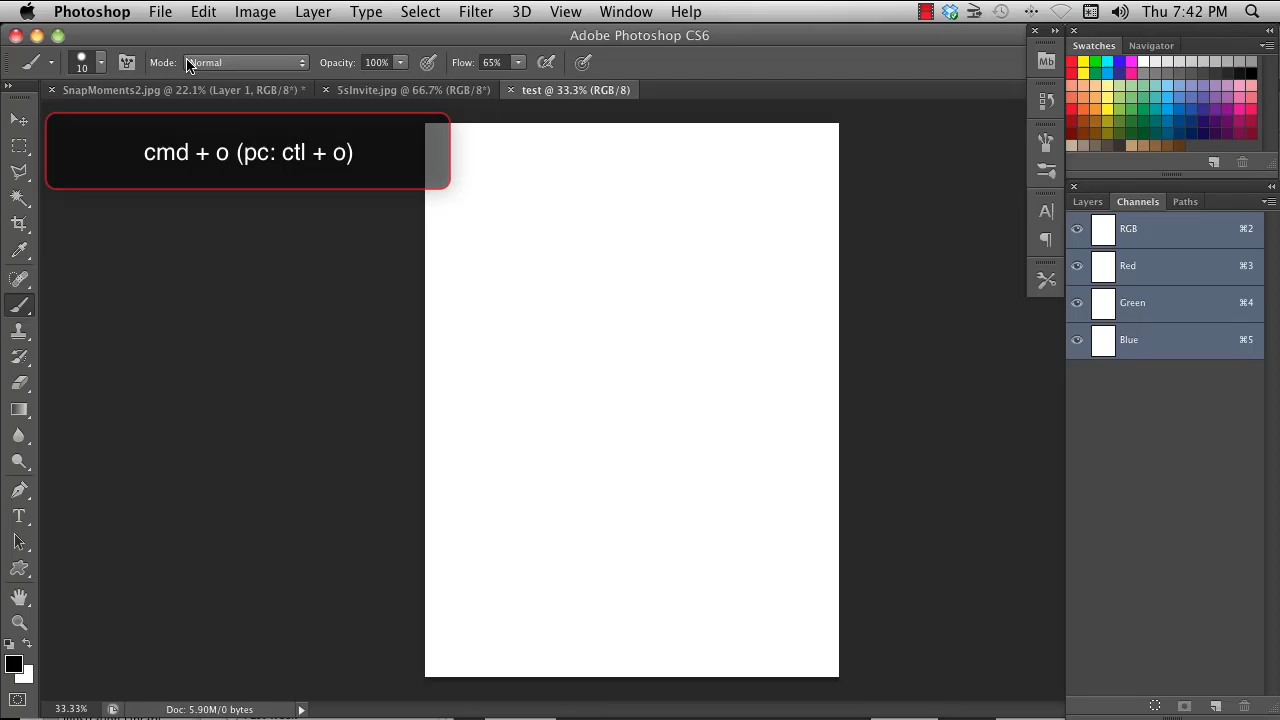 Photoshop File Edit Image Layer Type Select Filter 3D View Window Help Thu 7:42 PM
Adobe Photoshop CS6
10 Mode: Normal Opacity: 100% Flow: 65%
Swatches Navigator
SnapMoments2.jpg @ 22.1% (Layer 1, RGB/8*) * 5sInvite.jpg @ 66.7% (RGB/8*) test @ 33.3% (RGB/8)
Mb
cmd + o (pc: ctl + o)
Layers Channels Paths
A
RGB ⌘2
Red ⌘3
Green ⌘4
Blue ⌘5
T
33.33% Doc: 5.90M/0 bytes